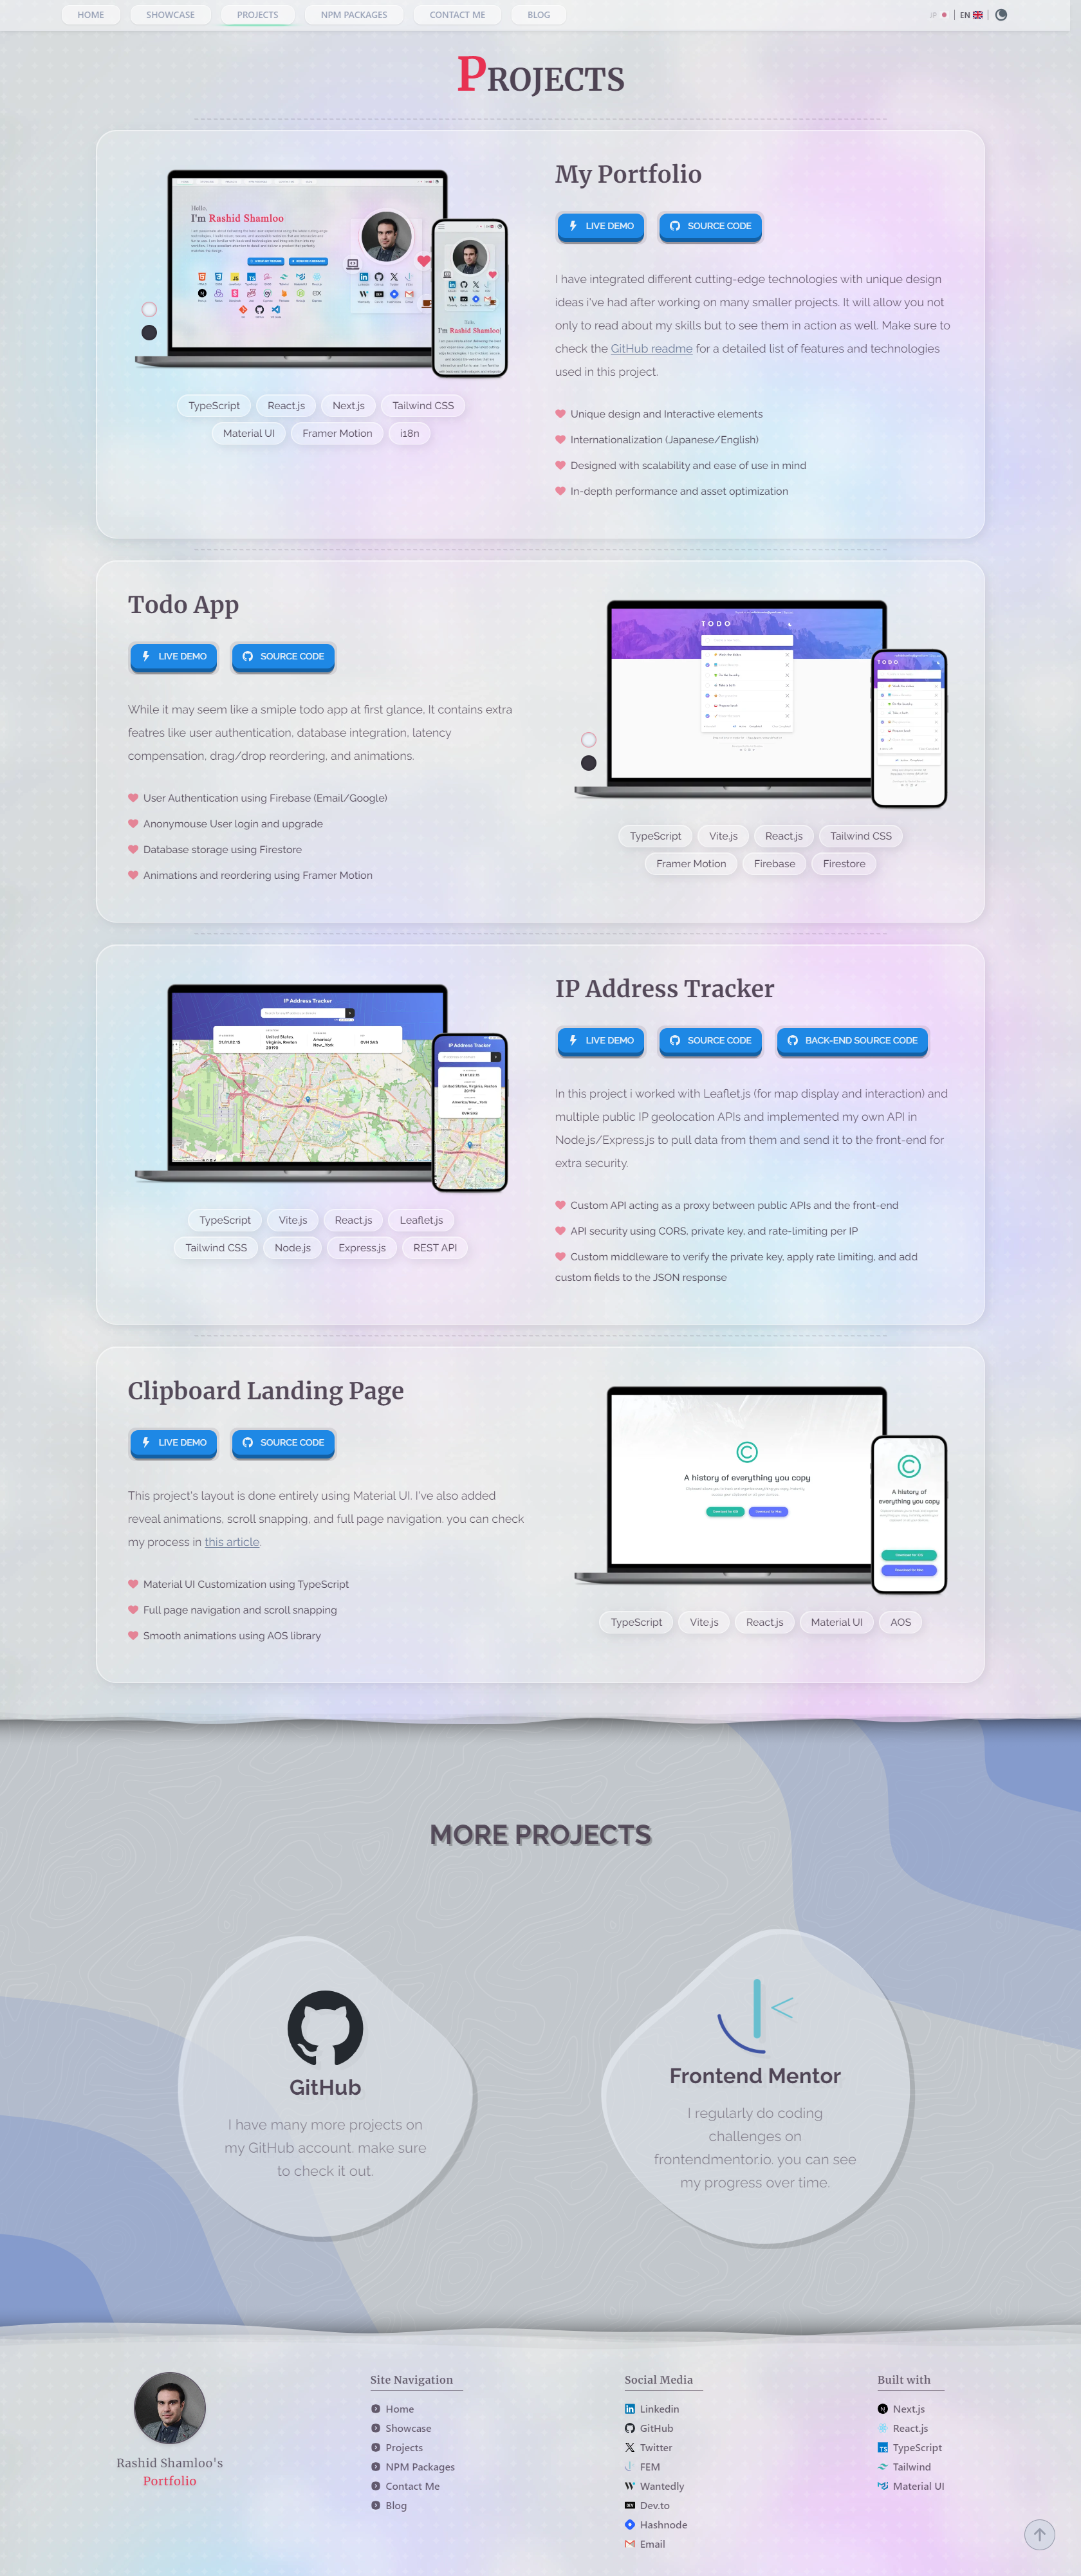 HOME SHOWCASE PROJECTS NPM PACKAGES CONTACT ME BLOG JP EN
PROJECTS
Hello,
I'm Rashid Shamloo
Hello,
I'm Rashid Shamloo
TypeScript React.js Next.js Tailwind CSS
Material UI Framer Motion i18n
My Portfolio
LIVE DEMO SOURCE CODE
I have integrated different cutting-edge technologies with unique design
ideas i've had after working on many smaller projects. It will allow you not
only to read about my skills but to see them in action as well. Make sure to
check the GitHub readme for a detailed list of features and technologies
used in this project.
Unique design and Interactive elements
Internationalization (Japanese/English)
Designed with scalability and ease of use in mind
In-depth performance and asset optimization
Todo App
LIVE DEMO SOURCE CODE
While it may seem like a smiple todo app at first glance, It contains extra
featres like user authentication, database integration, latency
compensation, drag/drop reordering, and animations.
User Authentication using Firebase (Email/Google)
Anonymouse User login and upgrade
Database storage using Firestore
Animations and reordering using Framer Motion
TODO
TODO
TypeScript Vite.js React.js Tailwind CSS
Framer Motion Firebase Firestore
IP Address Tracker
IP Address Tracker
TypeScript Vite.js React.js Leaflet.js
Tailwind CSS Node.js Express.js REST API
IP Address Tracker
LIVE DEMO SOURCE CODE BACK-END SOURCE CODE
In this project i worked with Leaflet.js (for map display and interaction) and
multiple public IP geolocation APIs and implemented my own API in
Node.js/Express.js to pull data from them and send it to the front-end for
extra security.
Custom API acting as a proxy between public APIs and the front-end
API security using CORS, private key, and rate-limiting per IP
Custom middleware to verify the private key, apply rate limiting, and add
custom fields to the JSON response
Clipboard Landing Page
LIVE DEMO SOURCE CODE
This project's layout is done entirely using Material UI. I've also added
reveal animations, scroll snapping, and full page navigation. you can check
my process in this article.
Material UI Customization using TypeScript
Full page navigation and scroll snapping
Smooth animations using AOS library
A history of everything you copy
A history of
everything you copy
TypeScript Vite.js React.js Material UI AOS
MORE PROJECTS
GitHub
I have many more projects on
my GitHub account. make sure
to check it out.
Frontend Mentor
I regularly do coding
challenges on
frontendmentor.io. you can see
my progress over time.
Rashid Shamloo's
Portfolio
Site Navigation
Home
Showcase
Projects
NPM Packages
Contact Me
Blog
Social Media
Linkedin
GitHub
Twitter
FEM
Wantedly
Dev.to
Hashnode
Email
Built with
Next.js
React.js
TypeScript
Tailwind
Material UI